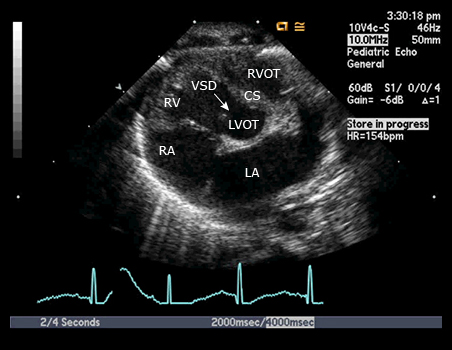 3:30:18 pm
10V4c-S 46Hz
10.0MHz 50mm
Pediatric Echo
General
60dB S1/ 0/0/4
Gain= -6dB Δ=1
Store in progress
HR=154bpm
RVOT
VSD
CS
RV
LVOT
RA
LA
2/4 Seconds 2000msec/4000msec